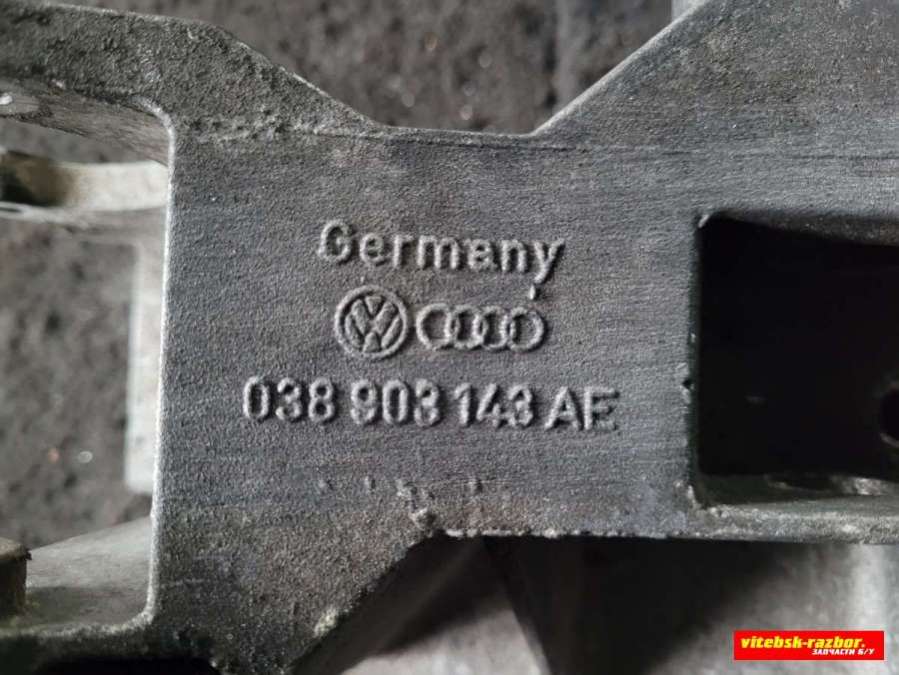 Germany
038 903 143 AE
vitebsk-razbor.
ЗАПЧАСТИ Б/У